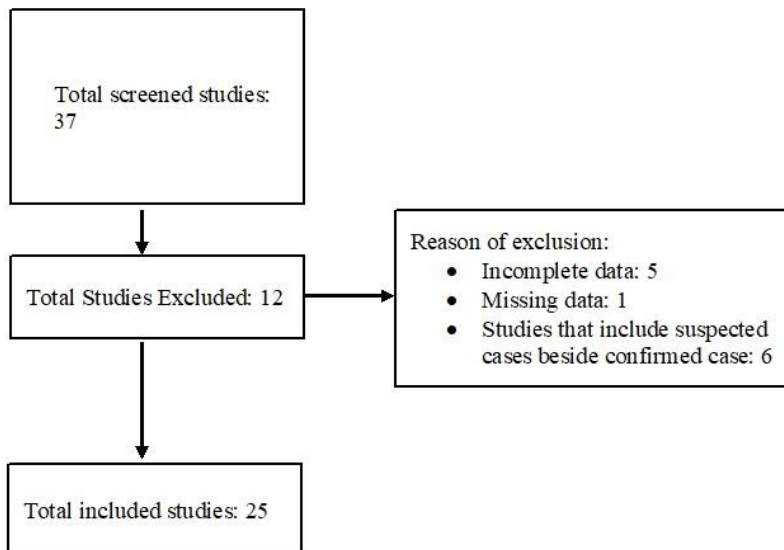 Total screened studies:
37
Total Studies Excluded: 12
Reason of exclusion:
• Incomplete data: 5
• Missing data: 1
• Studies that include suspected
cases beside confirmed case: 6
Total included studies: 25